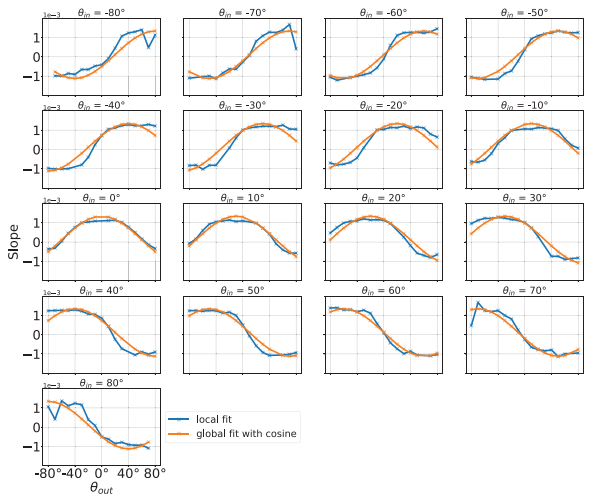 θin = -80° θin = -70° θin = -60° θin = -50°
1e−3
1
0
−1
θin = -40° θin = -30° θin = -20° θin = -10°
1e−3
1
0
−1
θin = 0° θin = 10° θin = 20° θin = 30°
1e−3
1
0
−1
Slope
θin = 40° θin = 50° θin = 60° θin = 70°
1e−3
1
0
−1
θin = 80°
1e−3
1
0
−1
local fit
global fit with cosine
-80° -40° 0° 40° 80°
θout